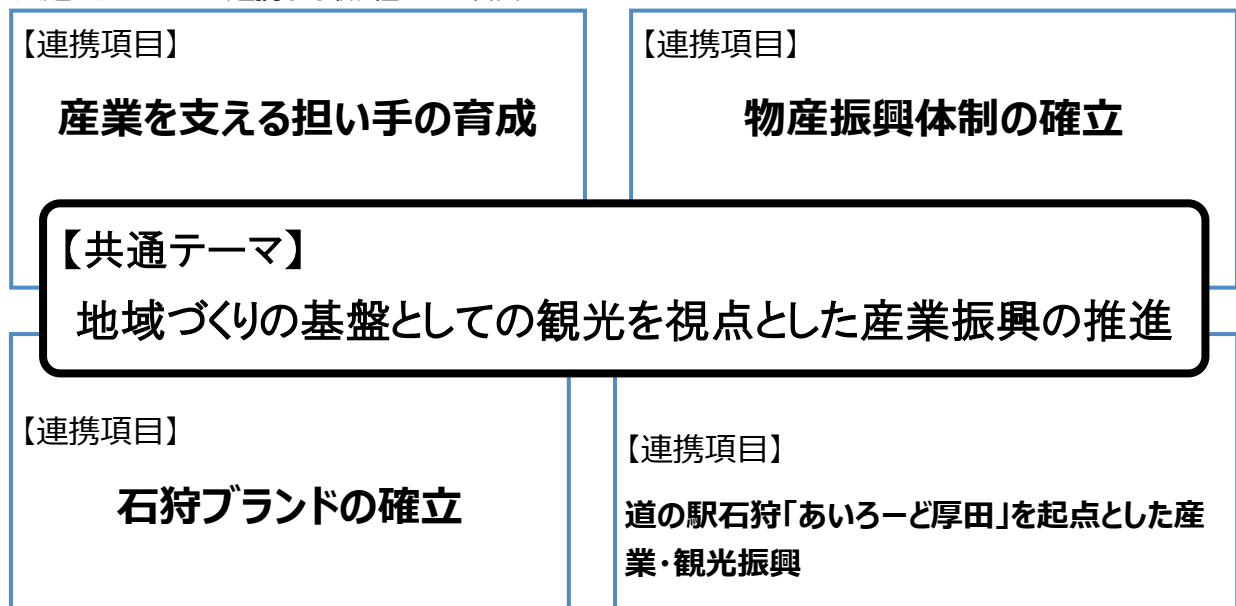 【連携項目】
産業を支える担い手の育成
【連携項目】
物産振興体制の確立
【共通テーマ】
地域づくりの基盤としての観光を視点とした産業振興の推進
【連携項目】
石狩ブランドの確立
【連携項目】
道の駅石狩「あいろーど厚田」を起点とした産
業・観光振興